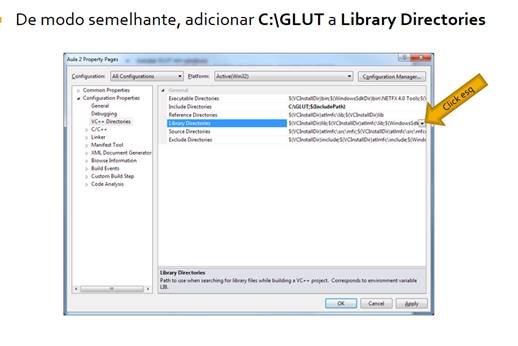 De modo semelhante, adicionar C:\GLUT a Library Directories
Aula 2 Property Pages
Configuration: All Configurations Platform: Active(Win32) Configuration Manager...
Common Properties
Configuration Properties
General
Debugging
VC++ Directories
C/C++
Linker
Manifest Tool
XML Document Generator
Browse Information
Build Events
Custom Build Step
Code Analysis
General
Executable Directories $(VCInstallDir)bin;$(WindowsSdkDir)bin\NETFX 4.0 Tools;$(
Include Directories C:\GLUT;$(IncludePath)
Reference Directories $(VCInstallDir)atlmfc\lib;$(VCInstallDir)lib
Library Directories $(VCInstallDir)lib;$(VCInstallDir)atlmfc\lib;$(WindowsSdk
Source Directories $(VCInstallDir)atlmfc\src\mfc;$(VCInstallDir)atlmfc\src\mfc
Exclude Directories $(VCInstallDir)include;$(VCInstallDir)atlmfc\include;$(Wind
Click esq
Library Directories
Path to use when searching for library files while building a VC++ project. Corresponds to environment variable
LIB.
OK Cancel Apply